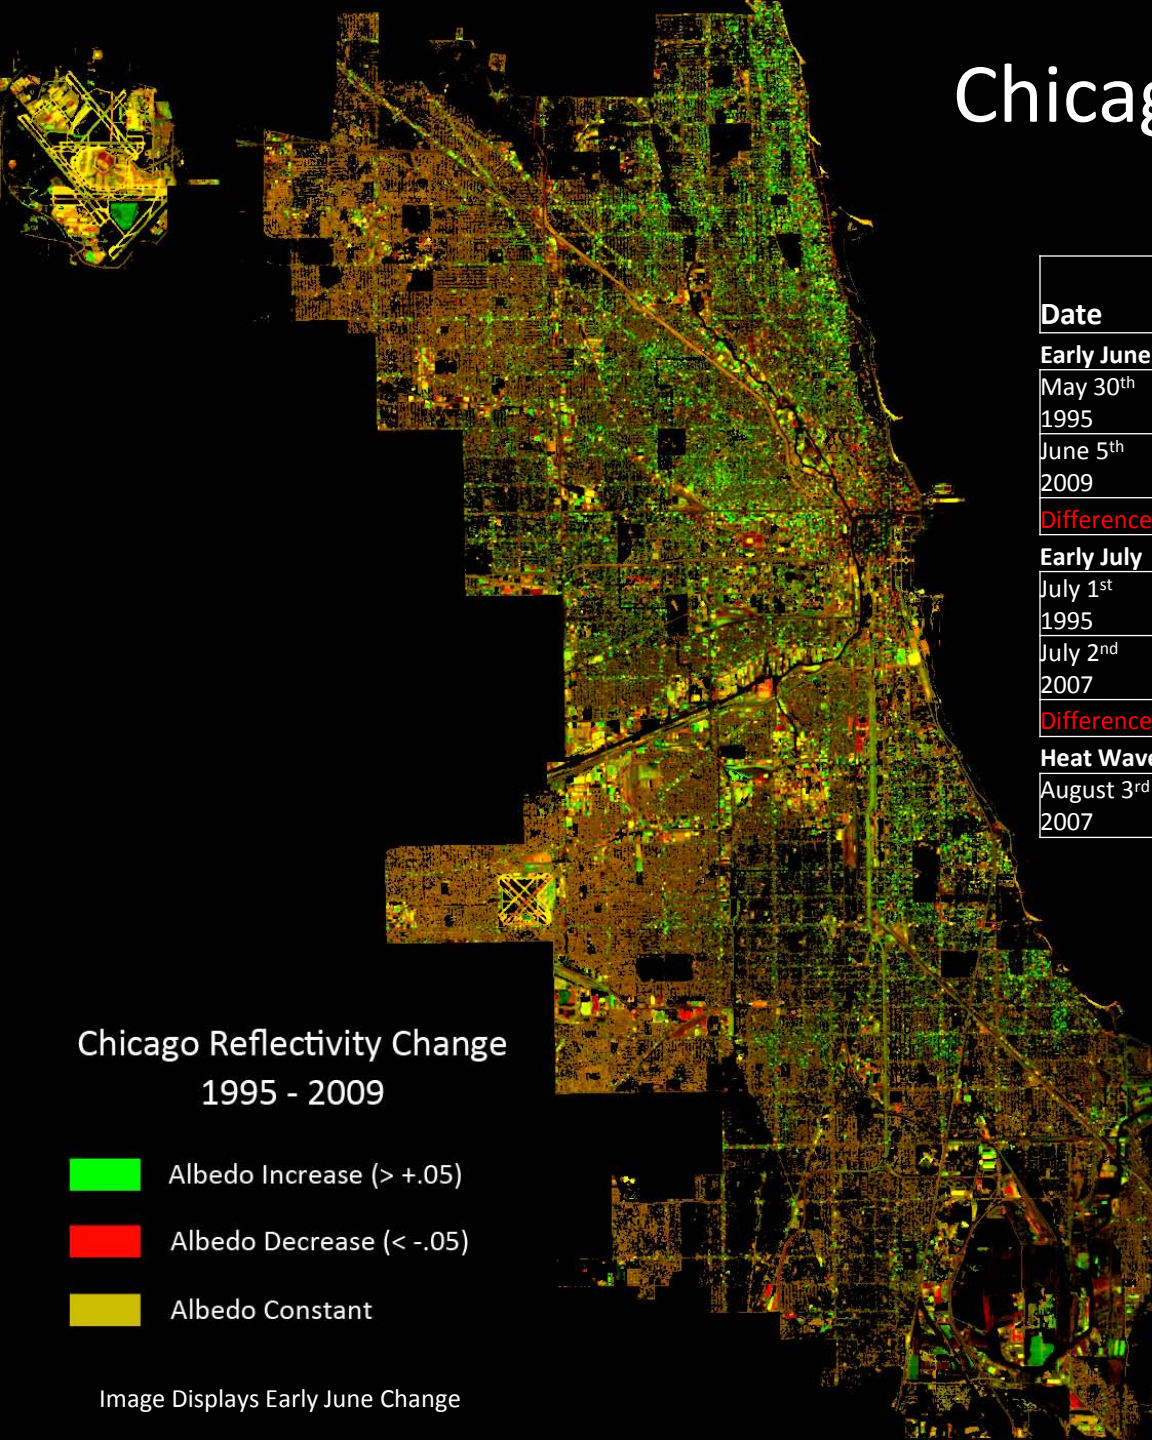 Chicag
Date
Early June
May 30th
1995
June 5th
2009
Difference
Early July
July 1st
1995
July 2nd
2007
Difference
Heat Wave
August 3rd
2007
Chicago Reflectivity Change
1995 - 2009
Albedo Increase (> +.05)
Albedo Decrease (< -.05)
Albedo Constant
Image Displays Early June Change